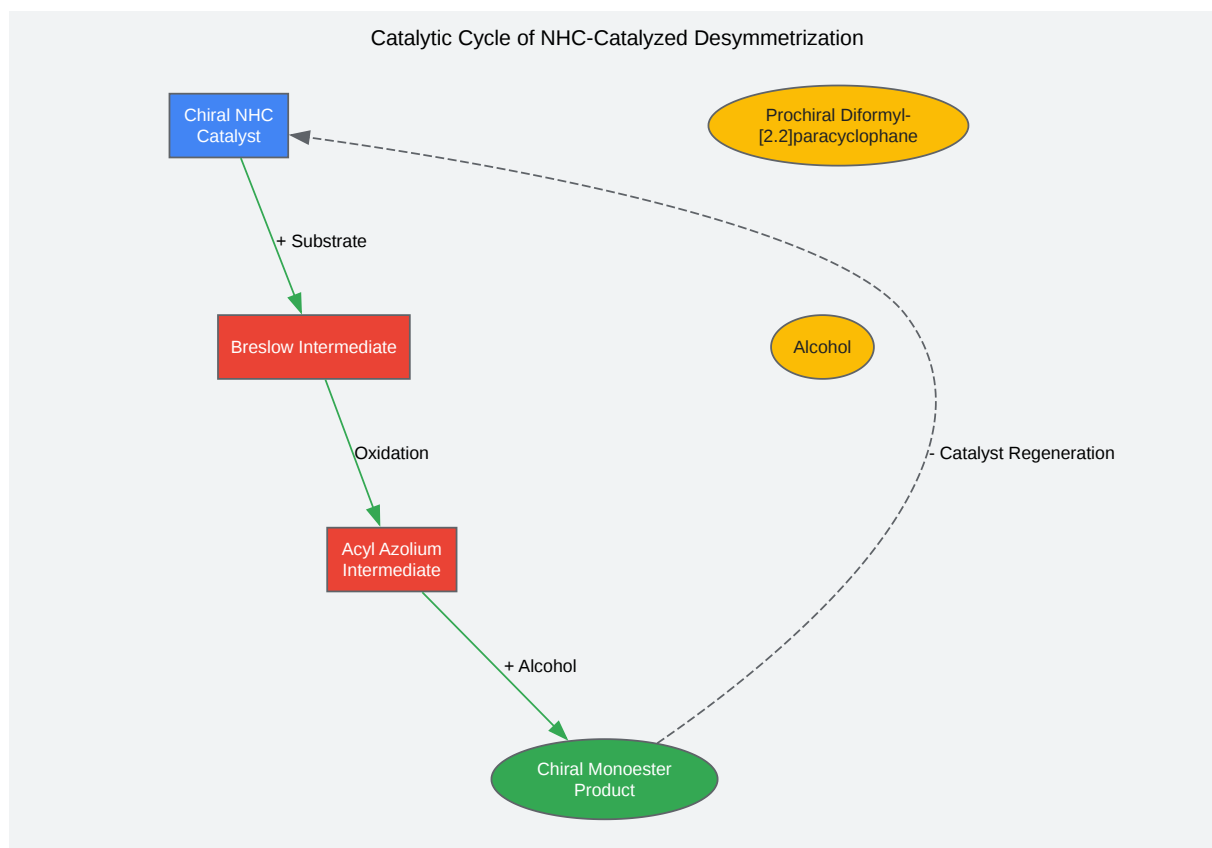 Catalytic Cycle of NHC-Catalyzed Desymmetrization
Chiral NHC
Catalyst
Prochiral Diformyl-
[2.2]paracyclophane
+ Substrate
Breslow Intermediate
Alcohol
Oxidation
- Catalyst Regeneration
Acyl Azolium
Intermediate
+ Alcohol
Chiral Monoester
Product